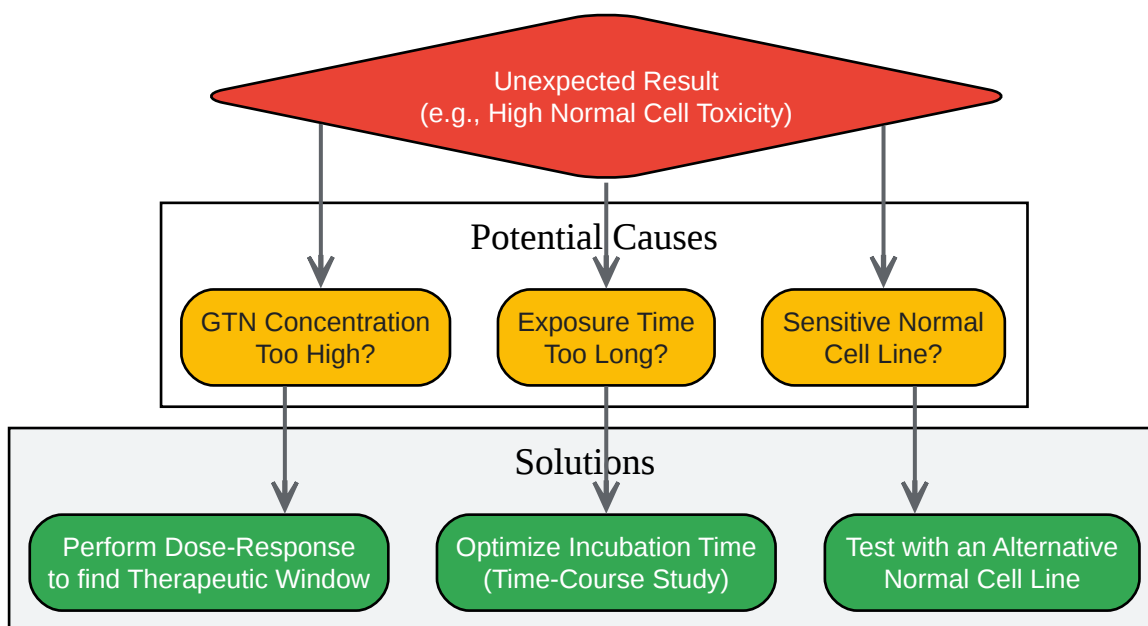 Unexpected Result
(e.g., High Normal Cell Toxicity)
Potential Causes
GTN Concentration
Too High?
Exposure Time
Too Long?
Sensitive Normal
Cell Line?
Solutions
Perform Dose-Response
to find Therapeutic Window
Optimize Incubation Time
(Time-Course Study)
Test with an Alternative
Normal Cell Line